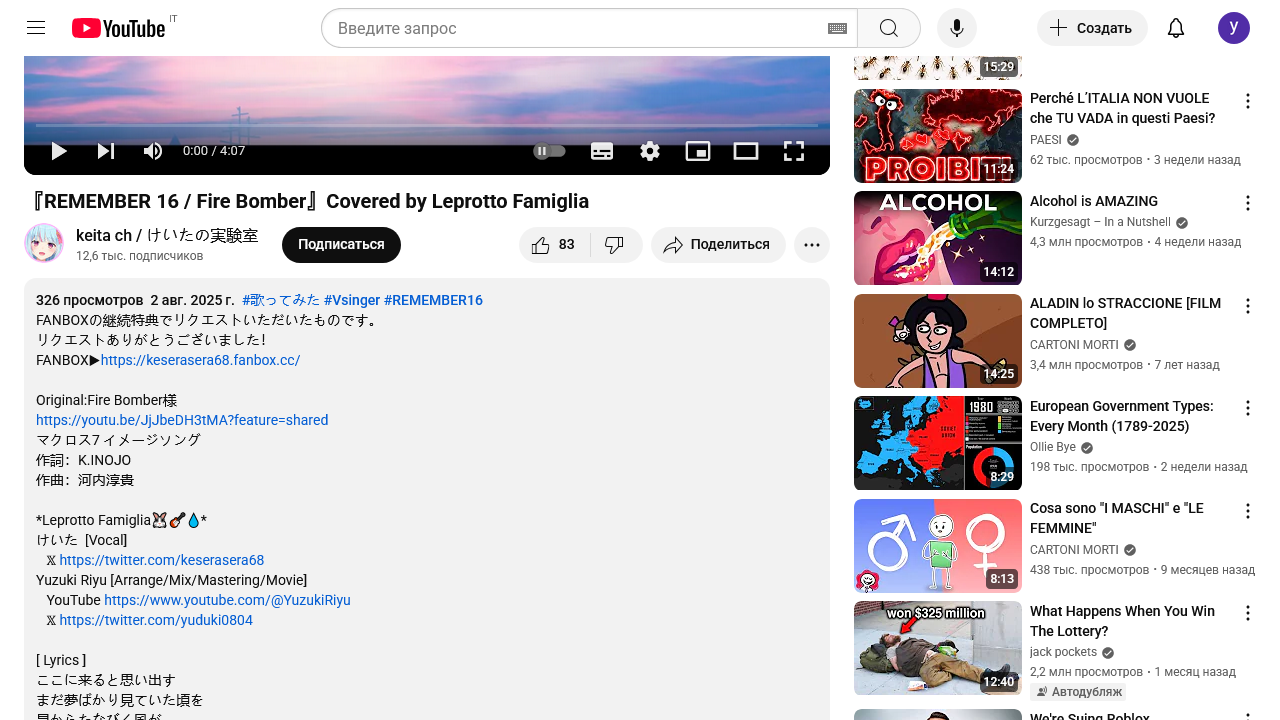 YouTube IT
Введите запрос
Создать
у
0:00 / 4:07
『REMEMBER 16 / Fire Bomber』Covered by Leprotto Famiglia
keita ch / けいたの実験室
12,6 тыс. подписчиков
Подписаться
83
Поделиться
326 просмотров 2 авг. 2025 г. #歌ってみた #Vsinger #REMEMBER16
FANBOXの継続特典でリクエストいただいたものです。
リクエストありがとうございました！
FANBOX▶https://keserasera68.fanbox.cc/
Original:Fire Bomber様
https://youtu.be/JjJbeDH3tMA?feature=shared
マクロス7 イメージソング
作詞：K.INOJO
作曲：河内淳貴
*Leprotto Famiglia🐰🎸💧*
けいた [Vocal]
𝕏 https://twitter.com/keserasera68
Yuzuki Riyu [Arrange/Mix/Mastering/Movie]
YouTube https://www.youtube.com/@YuzukiRiyu
𝕏 https://twitter.com/yuduki0804
[ Lyrics ]
ここに来ると思い出す
まだ夢ばかり見ていた頃を
15:29
PROIBITI
11:24
Perché L'ITALIA NON VUOLE
che TU VADA in questi Paesi?
PAESI
62 тыс. просмотров • 3 недели назад
ALCOHOL
14:12
Alcohol is AMAZING
Kurzgesagt – In a Nutshell
4,3 млн просмотров • 4 недели назад
14:25
ALADIN lo STRACCIONE [FILM
COMPLETO]
CARTONI MORTI
3,4 млн просмотров • 7 лет назад
1980
SOVIET
UNION
8:29
European Government Types:
Every Month (1789-2025)
Ollie Bye
198 тыс. просмотров • 2 недели назад
8:13
Cosa sono "I MASCHI" e "LE
FEMMINE"
CARTONI MORTI
438 тыс. просмотров • 9 месяцев назад
won $325 million
12:40
What Happens When You Win
The Lottery?
jack pockets
2,2 млн просмотров • 1 месяц назад
Автодубляж
We're Suing Roblox